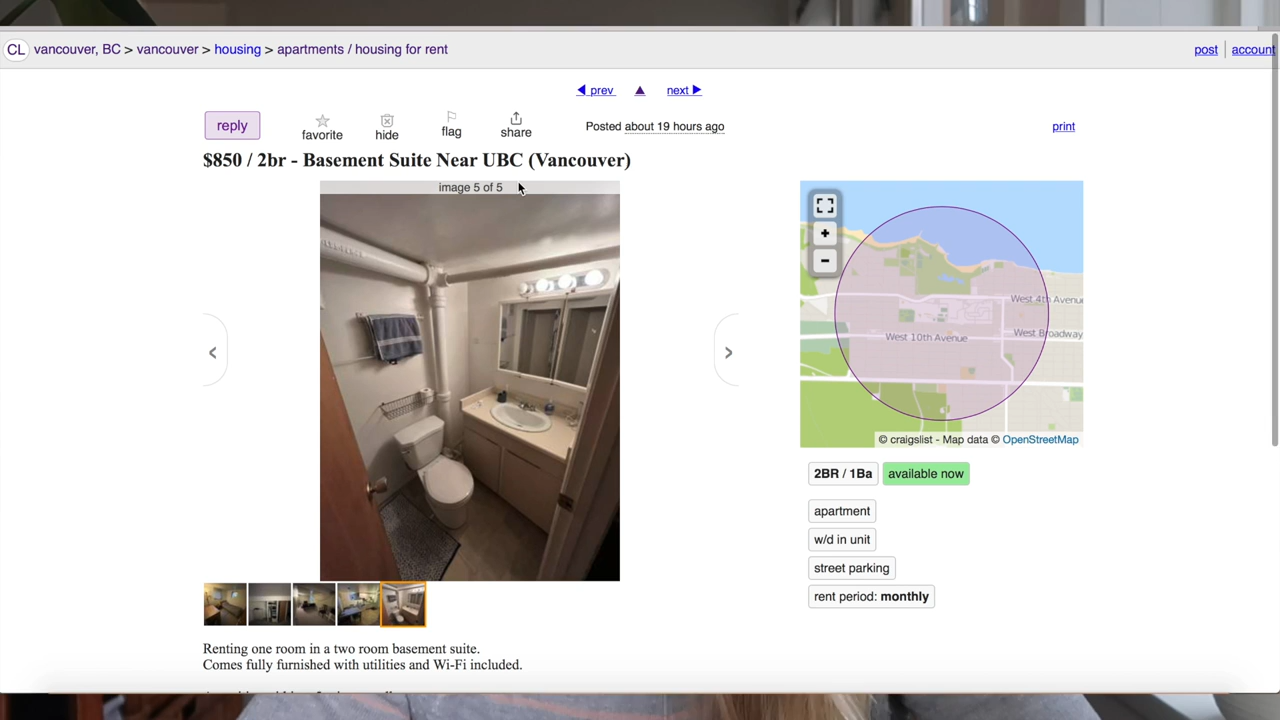 CL vancouver, BC > vancouver > housing > apartments / housing for rent
post account
prev next
reply favorite hide flag share Posted about 19 hours ago print
$850 / 2br - Basement Suite Near UBC (Vancouver)
image 5 of 5
+
−
West 4th Avenue
West Broadway
West 10th Avenue
© craigslist - Map data © OpenStreetMap
2BR / 1Ba available now
apartment
w/d in unit
street parking
rent period: monthly
Renting one room in a two room basement suite.
Comes fully furnished with utilities and Wi-Fi included.